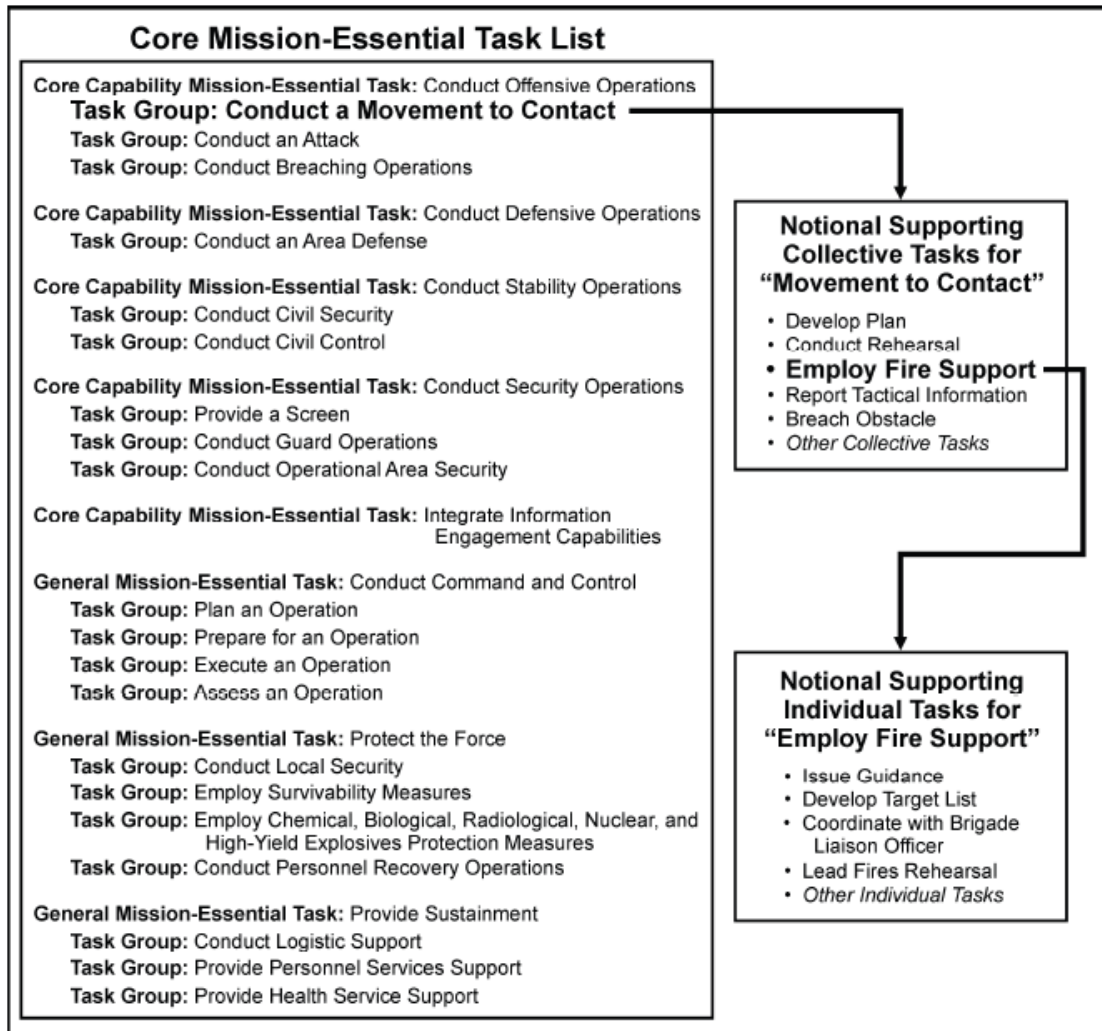 Core Mission-Essential Task List
Core Capability Mission-Essential Task: Conduct Offensive Operations
Task Group: Conduct a Movement to Contact
Task Group: Conduct an Attack
Task Group: Conduct Breaching Operations
Core Capability Mission-Essential Task: Conduct Defensive Operations
Task Group: Conduct an Area Defense
Core Capability Mission-Essential Task: Conduct Stability Operations
Task Group: Conduct Civil Security
Task Group: Conduct Civil Control
Core Capability Mission-Essential Task: Conduct Security Operations
Task Group: Provide a Screen
Task Group: Conduct Guard Operations
Task Group: Conduct Operational Area Security
Core Capability Mission-Essential Task: Integrate Information
Engagement Capabilities
General Mission-Essential Task: Conduct Command and Control
Task Group: Plan an Operation
Task Group: Prepare for an Operation
Task Group: Execute an Operation
Task Group: Assess an Operation
General Mission-Essential Task: Protect the Force
Task Group: Conduct Local Security
Task Group: Employ Survivability Measures
Task Group: Employ Chemical, Biological, Radiological, Nuclear, and
High-Yield Explosives Protection Measures
Task Group: Conduct Personnel Recovery Operations
General Mission-Essential Task: Provide Sustainment
Task Group: Conduct Logistic Support
Task Group: Provide Personnel Services Support
Task Group: Provide Health Service Support
Notional Supporting
Collective Tasks for
“Movement to Contact”
• Develop Plan
• Conduct Rehearsal
• Employ Fire Support
• Report Tactical Information
• Breach Obstacle
• Other Collective Tasks
Notional Supporting
Individual Tasks for
“Employ Fire Support”
• Issue Guidance
• Develop Target List
• Coordinate with Brigade
Liaison Officer
• Lead Fires Rehearsal
• Other Individual Tasks